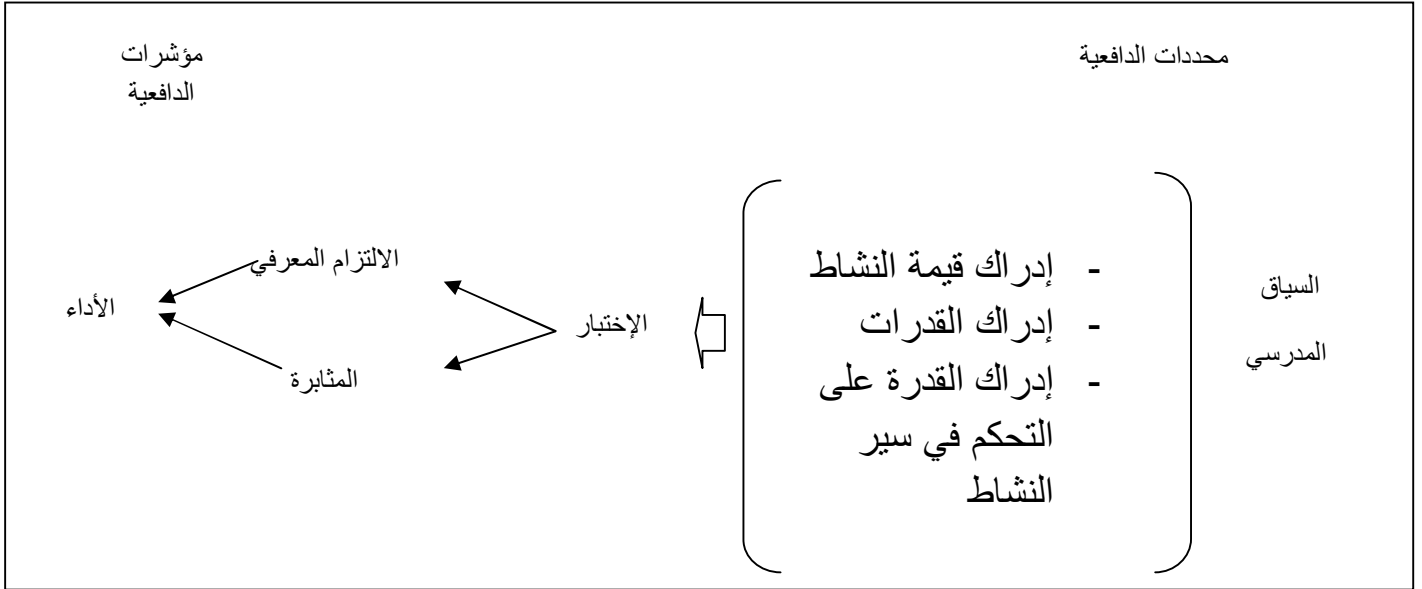 محددات الدافعية
مؤشرات
الدافعية
السياق
المدرسي
- إدراك قيمة النشاط
- إدراك القدرات
- إدراك القدرة على
التحكم في سير
النشاط
الإختبار
الالتزام المعرفي
المثابرة
الأداء